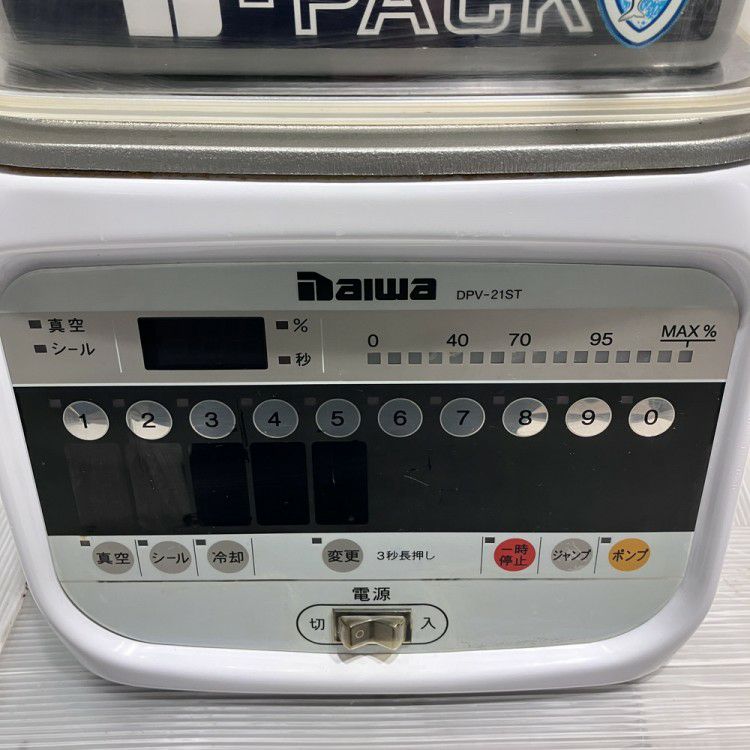 -PACK
Daiwa DPV-21ST
真空
シール
%
秒
0 40 70 95 MAX %
1 2 3 4 5 6 7 8 9 0
真空 シール 冷却 変更 3秒長押し 一時停止 ジャンプ ポンプ
電源
切 入